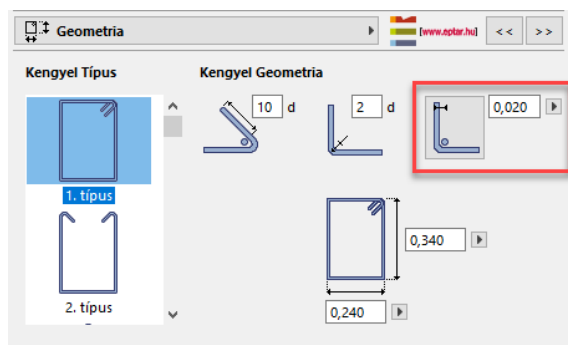 Geometria
[www.eptar.hu]
<< >>
Kengyel Típus
Kengyel Geometria
10 d
2 d
0,020
1. típus
0,340
2. típus
0,240